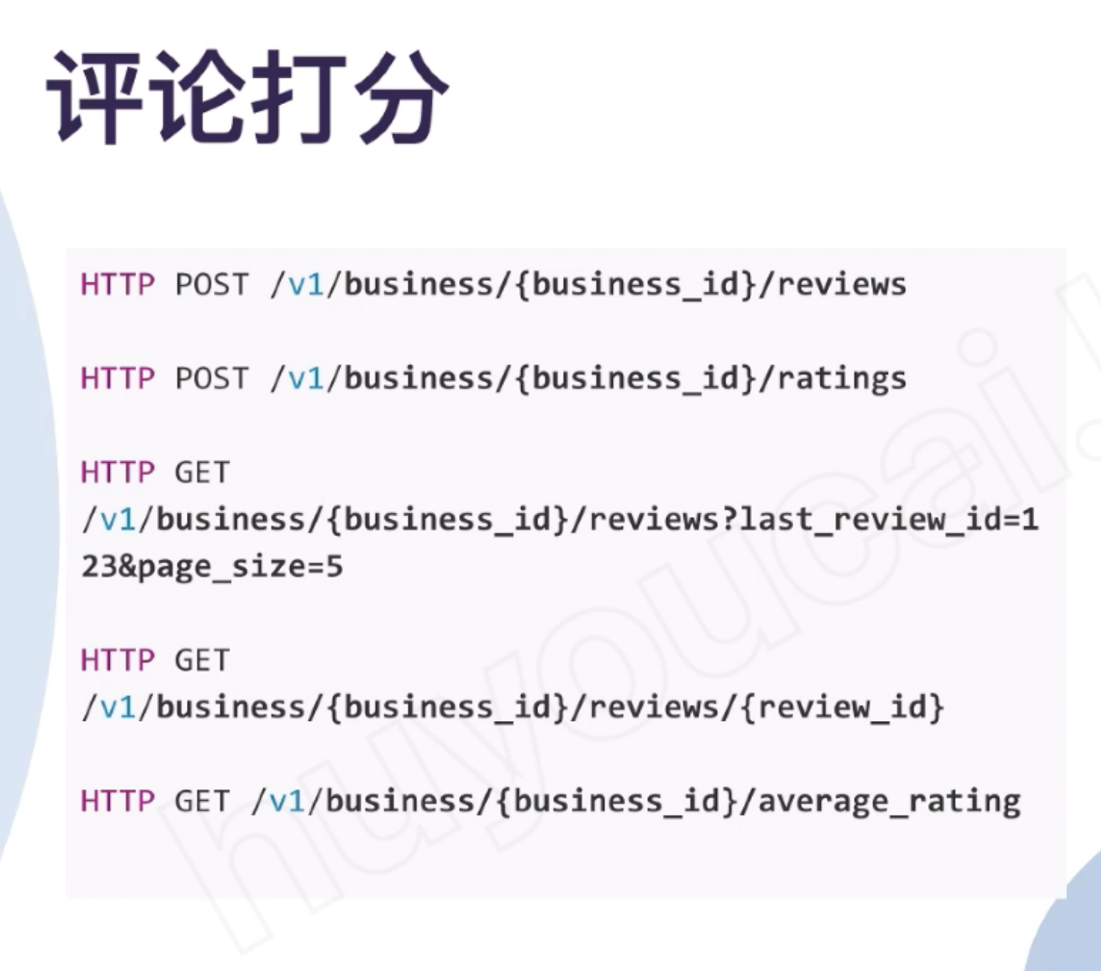 评论打分
HTTP POST /v1/business/{business_id}/reviews
HTTP POST /v1/business/{business_id}/ratings
HTTP GET
/v1/business/{business_id}/reviews?last_review_id=1
23&page_size=5
HTTP GET
/v1/business/{business_id}/reviews/{review_id}
HTTP GET /v1/business/{business_id}/average_rating
huyoucai.